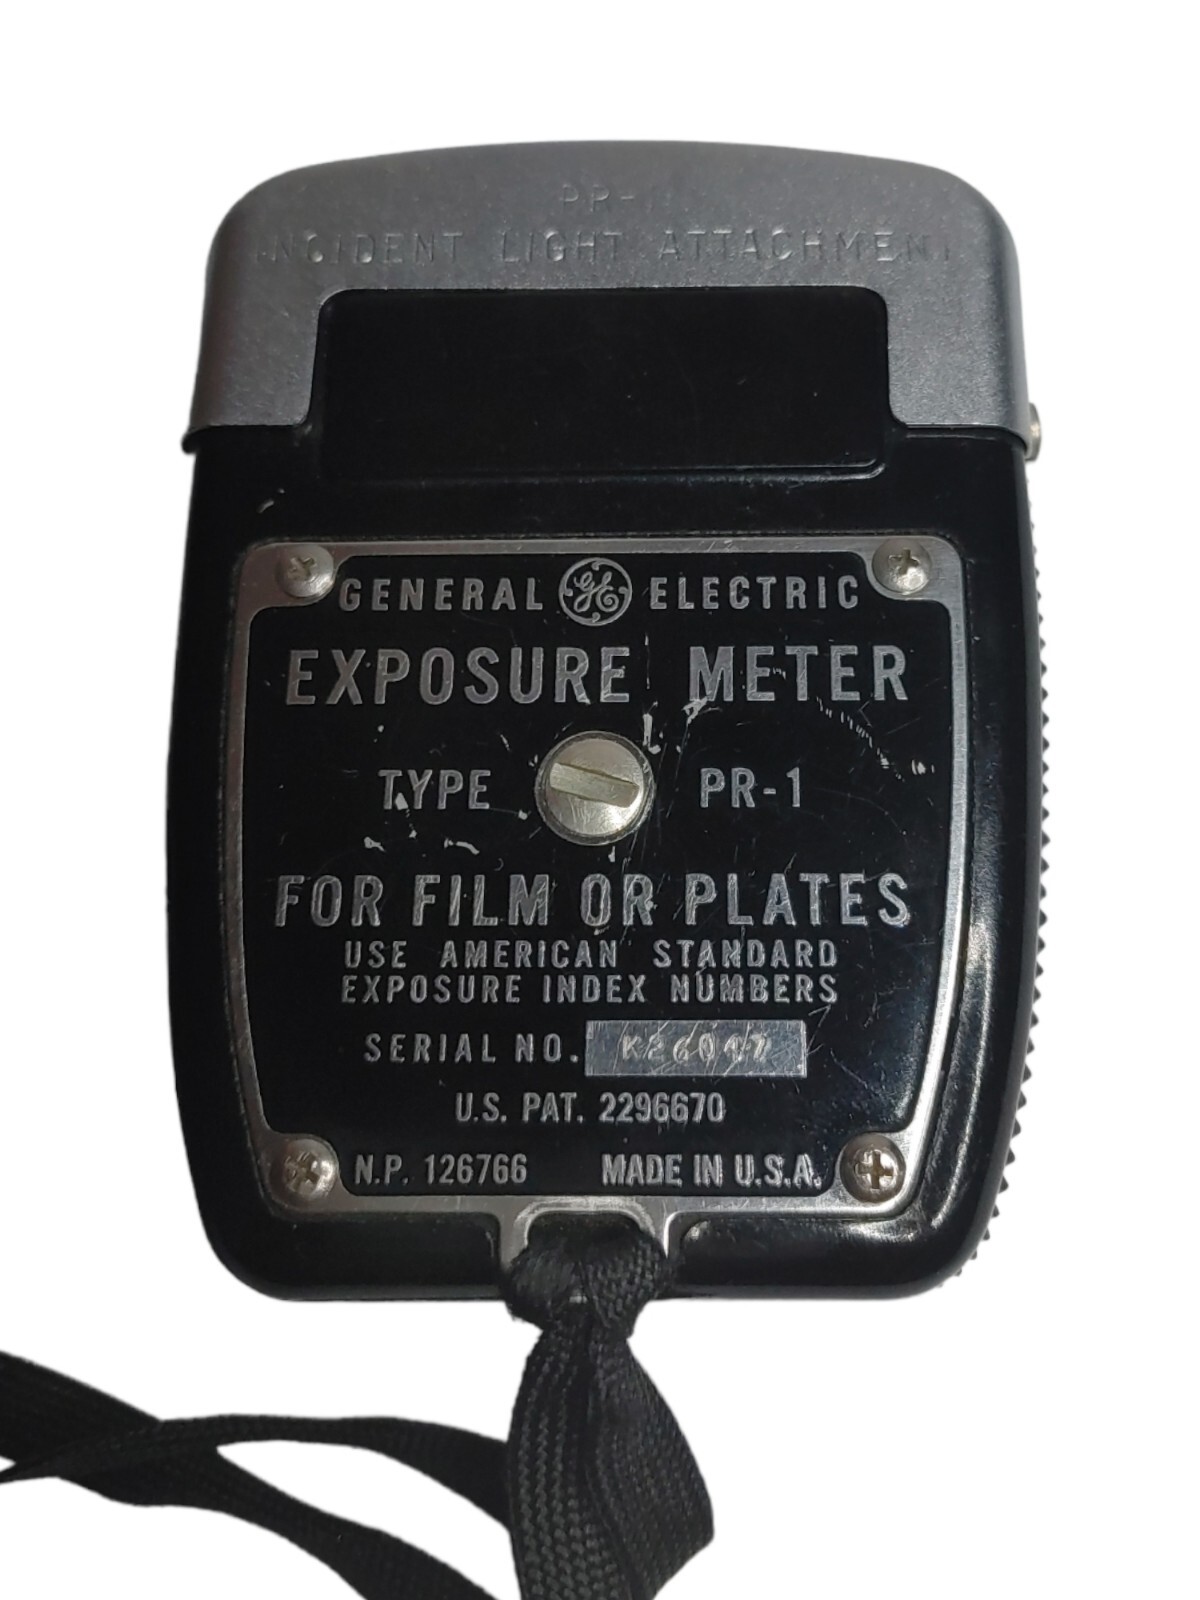 PR-
INCIDENT LIGHT ATTACHMENT
GENERAL GE ELECTRIC
EXPOSURE METER
TYPE PR-1
FOR FILM OR PLATES
USE AMERICAN STANDARD
EXPOSURE INDEX NUMBERS
SERIAL NO.
U.S. PAT. 2296670
N.P. 126766 MADE IN U.S.A.